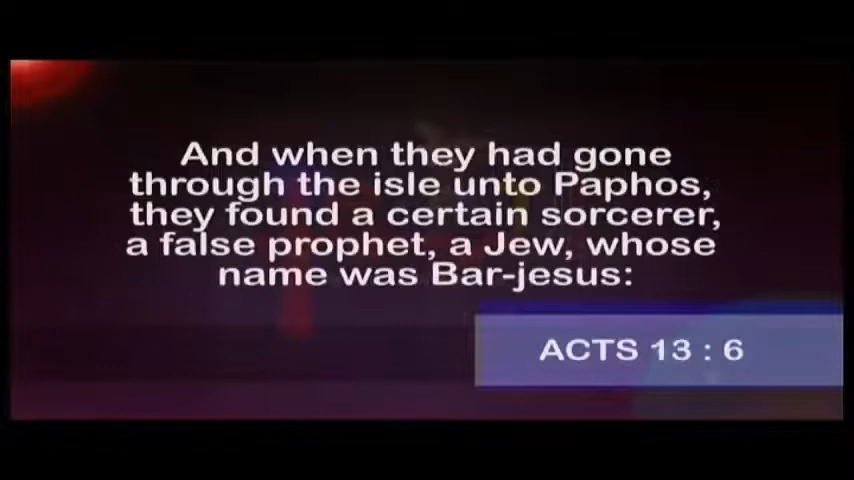 And when they had gone
through the isle unto Paphos,
they found a certain sorcerer,
a false prophet, a Jew, whose
name was Bar-jesus:
ACTS 13 : 6